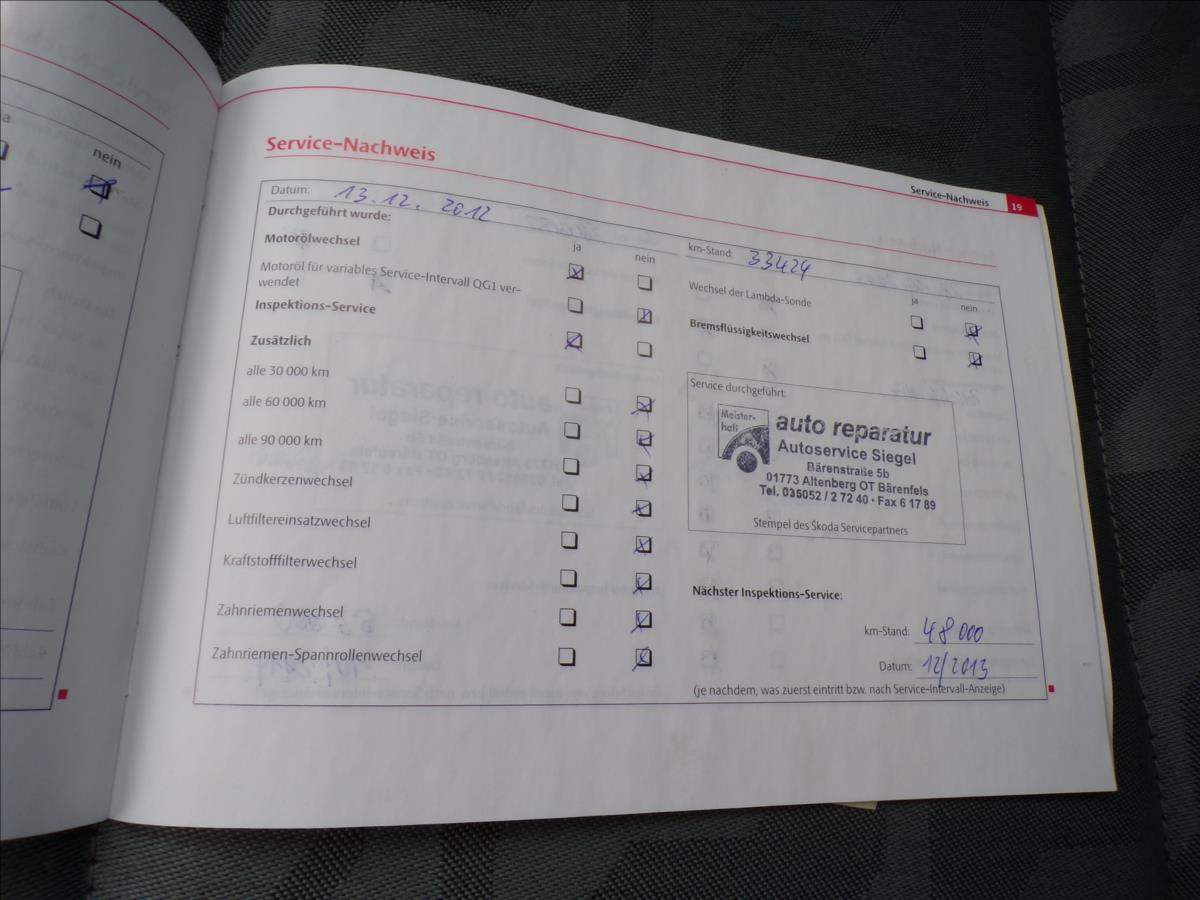 a
nein
Service-Nachweis
19
Service-Nachweis
Datum: 13.12.2012
km-Stand: 33424
Durchgeführt wurde:
ja
nein
Motorölwechsel
Motoröl für variables Service-Intervall QG1 ver-
wendet
Inspektions-Service
Zusätzlich
alle 30 000 km
alle 60 000 km
alle 90 000 km
Zündkerzenwechsel
Luftfiltereinsatzwechsel
Kraftstofffilterwechsel
Zahnriemenwechsel
Zahnriemen-Spannrollenwechsel
ja
nein
Wechsel der Lambda-Sonde
Bremsflüssigkeitswechsel
Service durchgeführt:
Meister-
haft
auto reparatur
Autoservice Siegel
Bärenstraße 5b
01773 Altenberg OT Bärenfels
Tel. 035052 / 2 72 40 · Fax 6 17 89
Stempel des Škoda Servicepartners
Nächster Inspektions-Service:
km-Stand: 48 000
Datum: 12/2013
(je nachdem, was zuerst eintritt bzw. nach Service-Intervall-Anzeige)